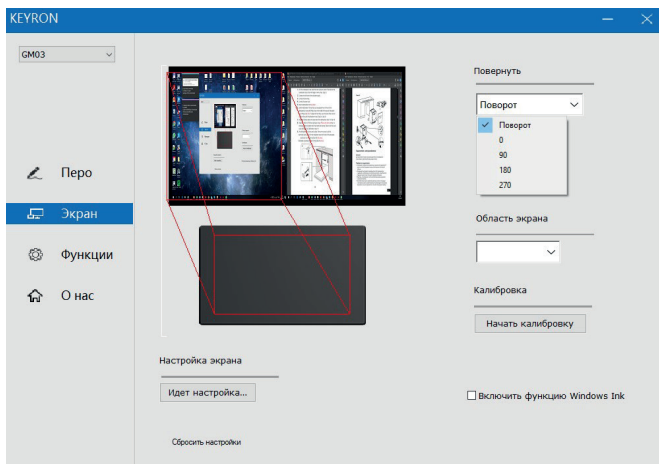 KEYRON
GM03
Перо
Экран
Функции
О нас
Настройка экрана
Идет настройка...
Сбросить настройки
Повернуть
Поворот
Поворот
0
90
180
270
Область экрана
Калибровка
Начать калибровку
Включить функцию Windows Ink